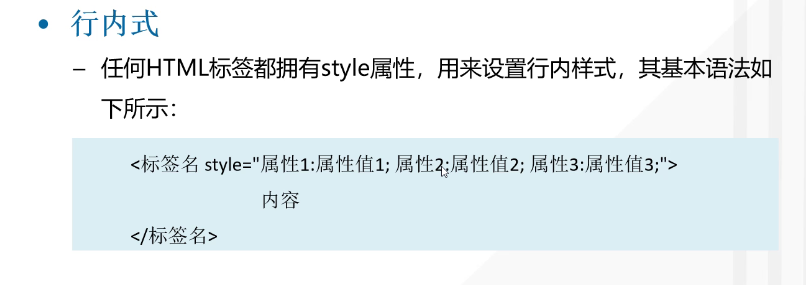 • 行内式
– 任何HTML标签都拥有style属性，用来设置行内样式，其基本语法如
下所示：
<标签名 style="属性1:属性值1; 属性2:属性值2; 属性3:属性值3;">
内容
</标签名>